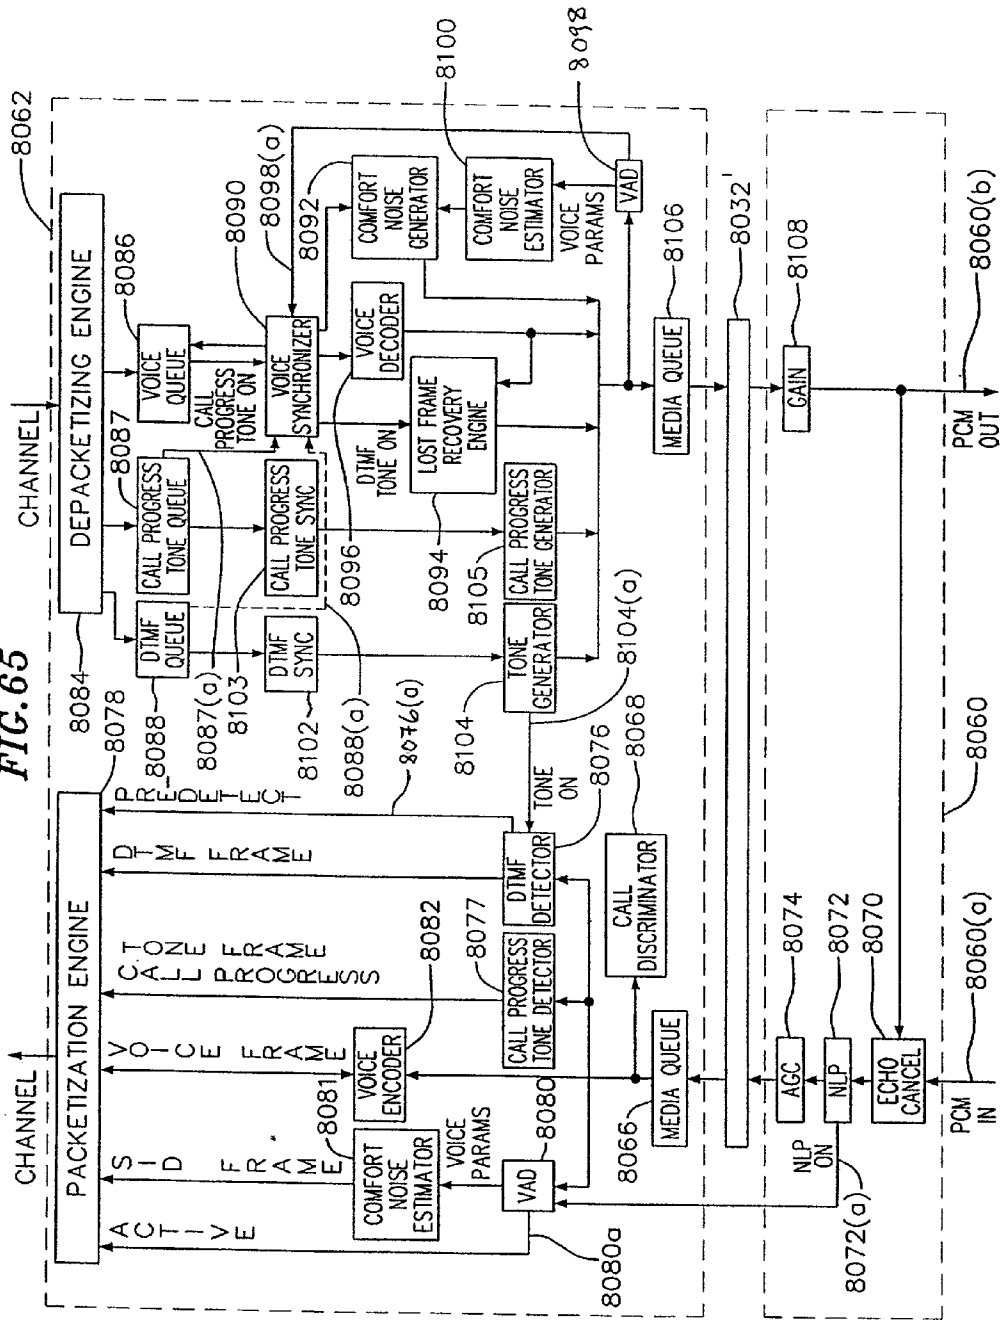 FIG.65
CHANNEL
CHANNEL
8062
PACKETIZATION ENGINE
8078
8084
DEPACKETIZING ENGINE
ACTIVE
SID FRAME
VOICE FRAME
CALL PROGRESS
TONE FRAME
DTMF FRAME
PREDETECT
8076(a)
8088
DTMF
QUEUE
8087(a)
8087
CALL PROGRESS
TONE QUEUE
8086
VOICE
QUEUE
CALL
PROGRESS
TONE ON
8103
8102
DTMF
SYNC
8088(a)
CALL PROGRESS
TONE SYNC
8090
VOICE
SYNCHRONIZER
8098(a)
8092
COMFORT
NOISE
GENERATOR
8096
VOICE
DECODER
DTMF
TONE ON
8094
LOST FRAME
RECOVERY
ENGINE
8100
COMFORT
NOISE
ESTIMATOR
VOICE
PARAMS
8098
VAD
8105
CALL PROGRESS
TONE GENERATOR
8104
TONE
GENERATOR
8104(a)
TONE
ON
8081
COMFORT
NOISE
ESTIMATOR
8082
VOICE
ENCODER
VOICE
PARAMS
8080
VAD
8080a
8077
CALL PROGRESS
TONE DETECTOR
8076
DTMF
DETECTOR
8068
CALL
DISCRIMINATOR
8066
MEDIA QUEUE
MEDIA QUEUE
8106
8032'
8074
AGC
8072
NLP
NLP
ON
8072(a)
8070
ECHO
CANCEL
8108
GAIN
8060
PCM
IN
8060(a)
PCM
OUT
8060(b)